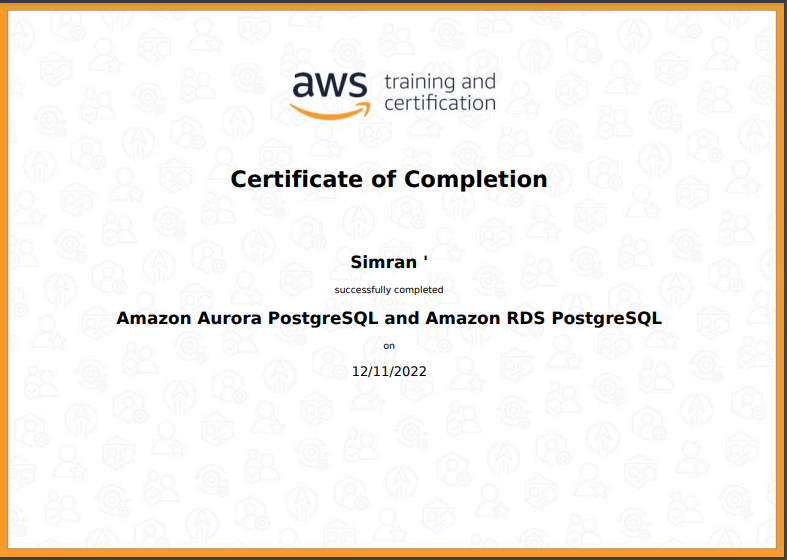 aws training and
certification
Certificate of Completion
Simran '
successfully completed
Amazon Aurora PostgreSQL and Amazon RDS PostgreSQL
on
12/11/2022